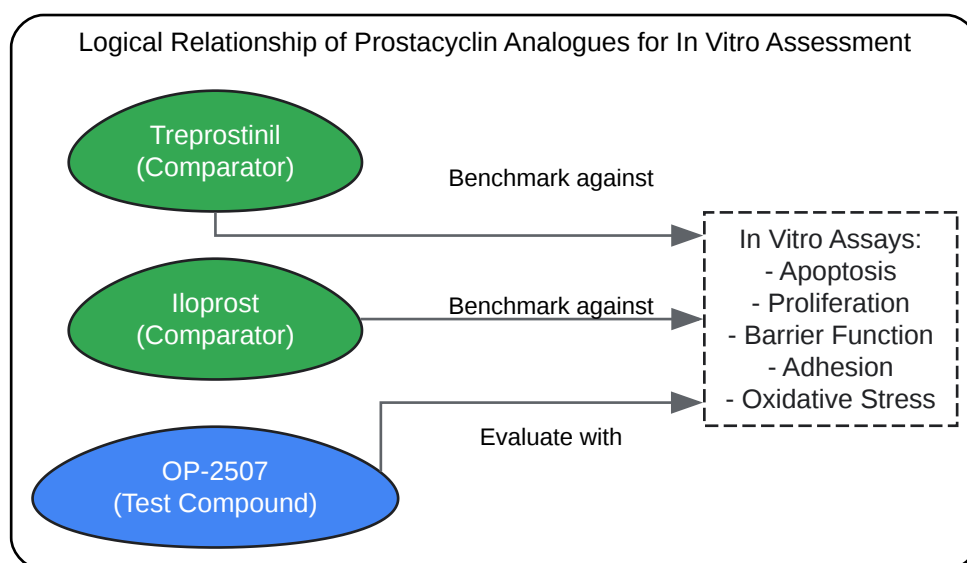 Logical Relationship of Prostacyclin Analogues for In Vitro Assessment
Treprostinil
(Comparator)
Benchmark against
Iloprost
(Comparator)
Benchmark against
OP-2507
(Test Compound)
Evaluate with
In Vitro Assays:
- Apoptosis
- Proliferation
- Barrier Function
- Adhesion
- Oxidative Stress